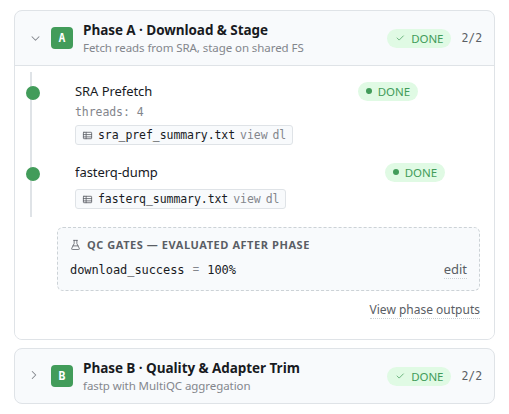 A Phase A · Download & Stage ✓ DONE 2/2
Fetch reads from SRA, stage on shared FS
SRA Prefetch DONE
threads: 4
sra_pref_summary.txt view dl
fasterq-dump DONE
fasterq_summary.txt view dl
QC GATES — EVALUATED AFTER PHASE
download_success = 100% edit
View phase outputs
B Phase B · Quality & Adapter Trim ✓ DONE 2/2
fastp with MultiQC aggregation